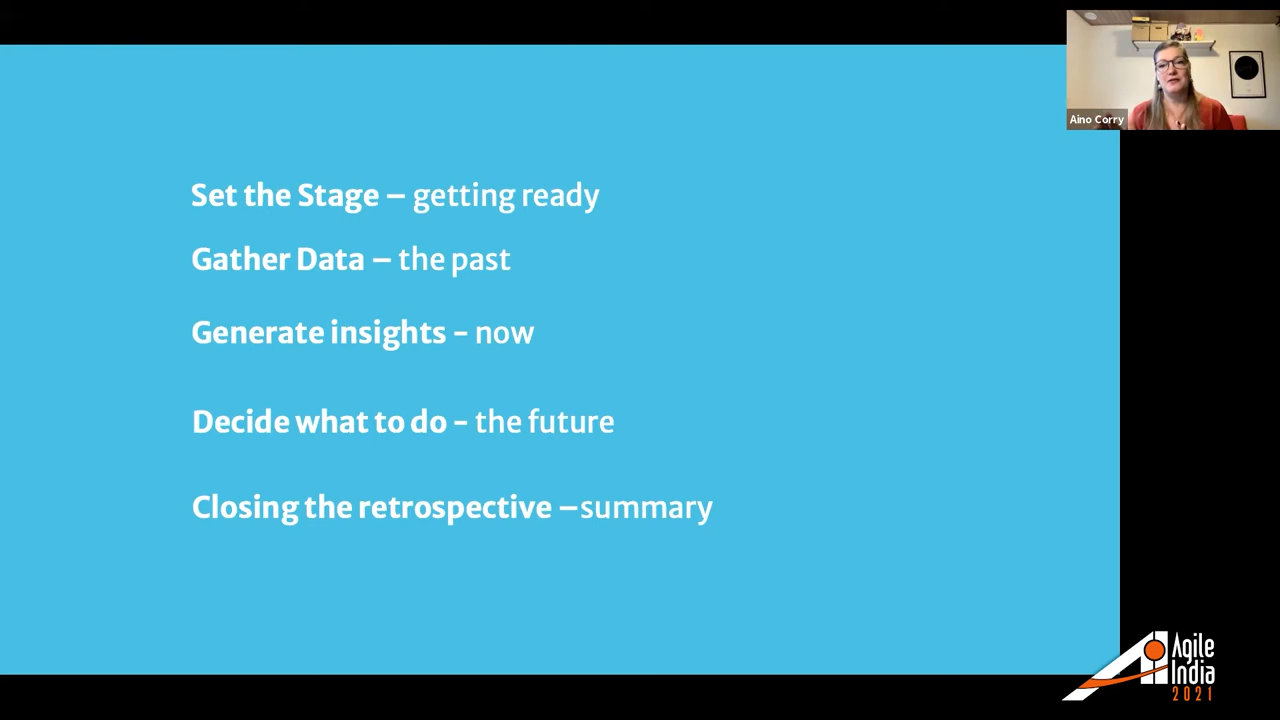 Aino Corry
Set the Stage – getting ready
Gather Data – the past
Generate insights - now
Decide what to do - the future
Closing the retrospective –summary
Agile
India
2021